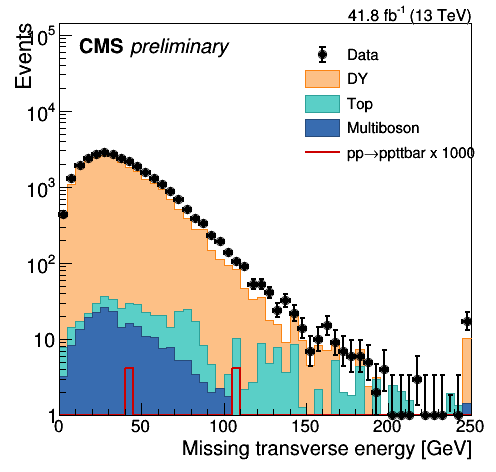 41.8 fb⁻¹ (13 TeV)
Events
CMS preliminary
Data
DY
Top
Multiboson
pp→ppttbar x 1000
10⁵
10⁴
10³
10²
10
1
0 50 100 150 200 250
Missing transverse energy [GeV]